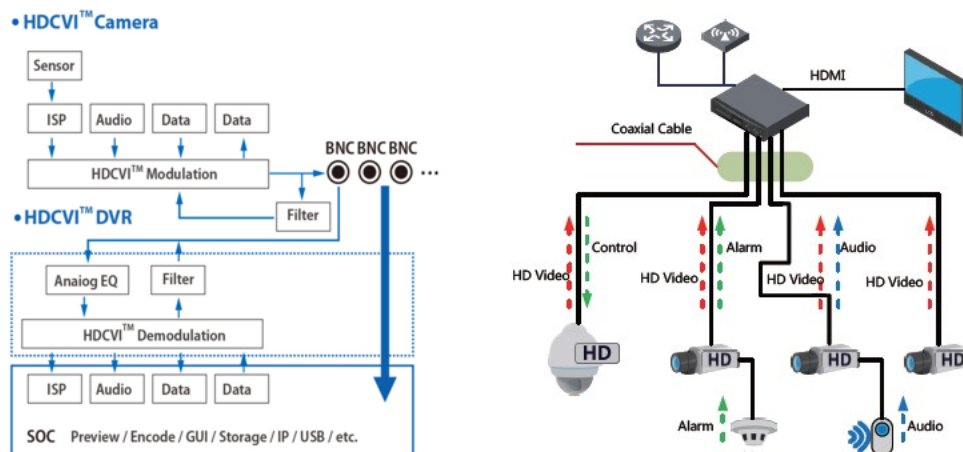 • HDCVI™ Camera
Sensor
ISP Audio Data Data
HDCVI™ Modulation
BNC BNC BNC ...
Filter
• HDCVI™ DVR
Anaiog EQ Filter
HDCVI™ Demodulation
ISP Audio Data Data
SOC Preview / Encode / GUI / Storage / IP / USB / etc.
HDMI
Coaxial Cable
Control Alarm Audio
HD Video HD Video HD Video HD Video
HD HD HD HD
Alarm Audio